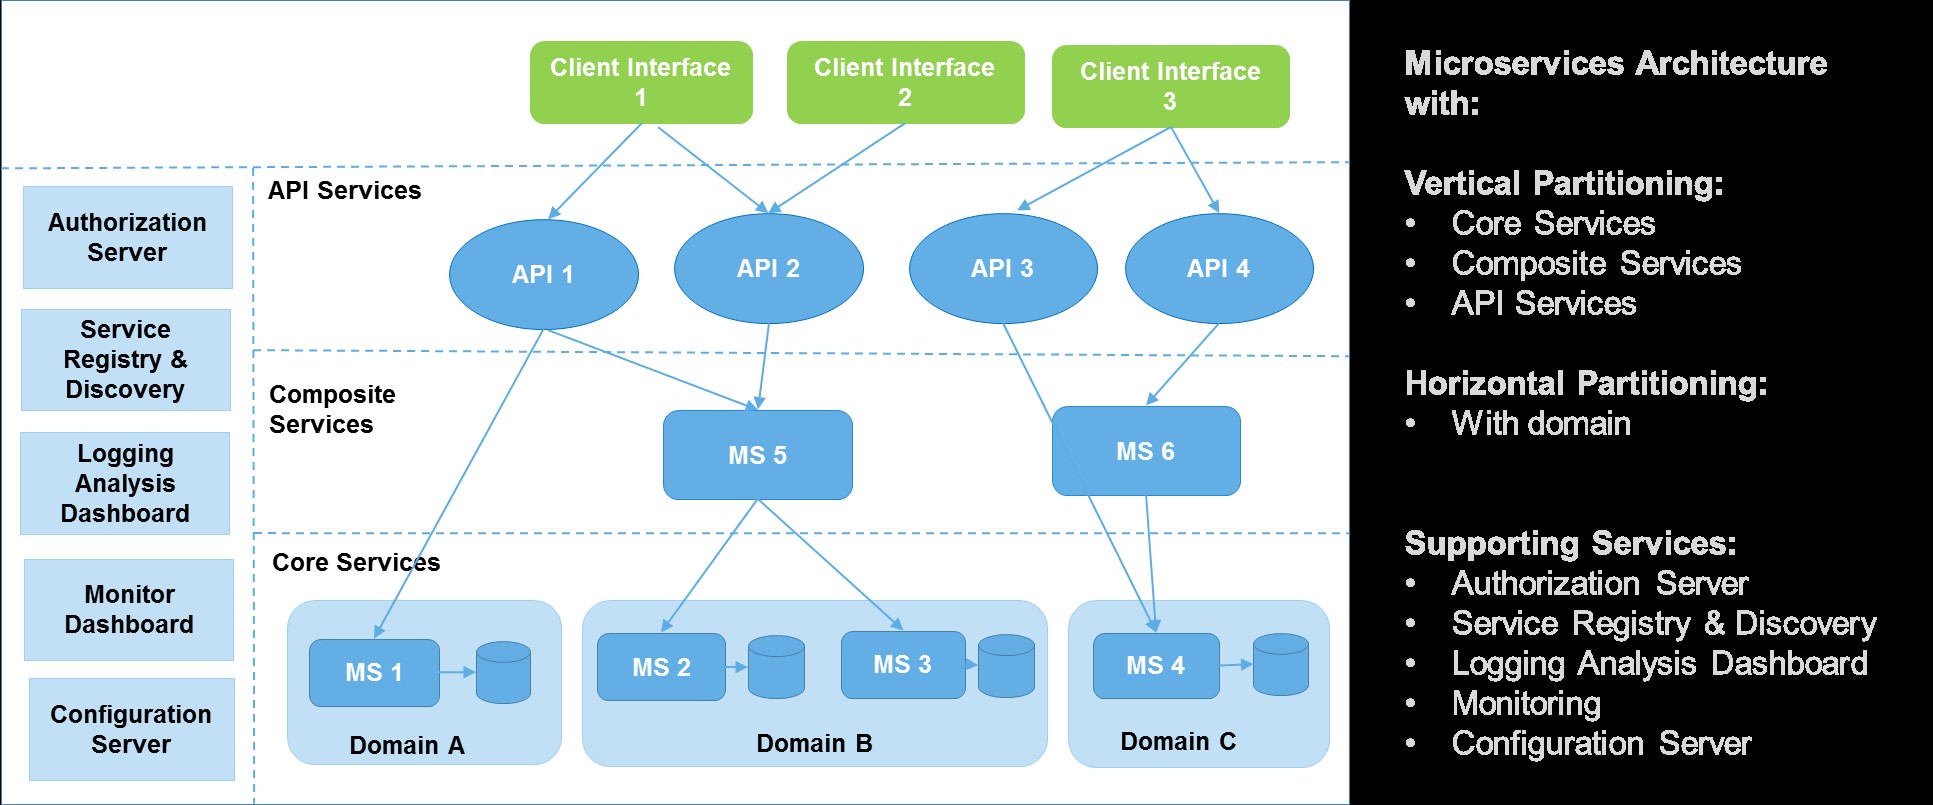 Client Interface
1
Client Interface
2
Client Interface
3
API Services
API 1
API 2
API 3
API 4
Composite
Services
MS 5
MS 6
Core Services
MS 1
MS 2
MS 3
MS 4
Domain A
Domain B
Domain C
Authorization
Server
Service
Registry &
Discovery
Logging
Analysis
Dashboard
Monitor
Dashboard
Configuration
Server
Microservices Architecture
with:
Vertical Partitioning:
• Core Services
• Composite Services
• API Services
Horizontal Partitioning:
• With domain
Supporting Services:
• Authorization Server
• Service Registry & Discovery
• Logging Analysis Dashboard
• Monitoring
• Configuration Server